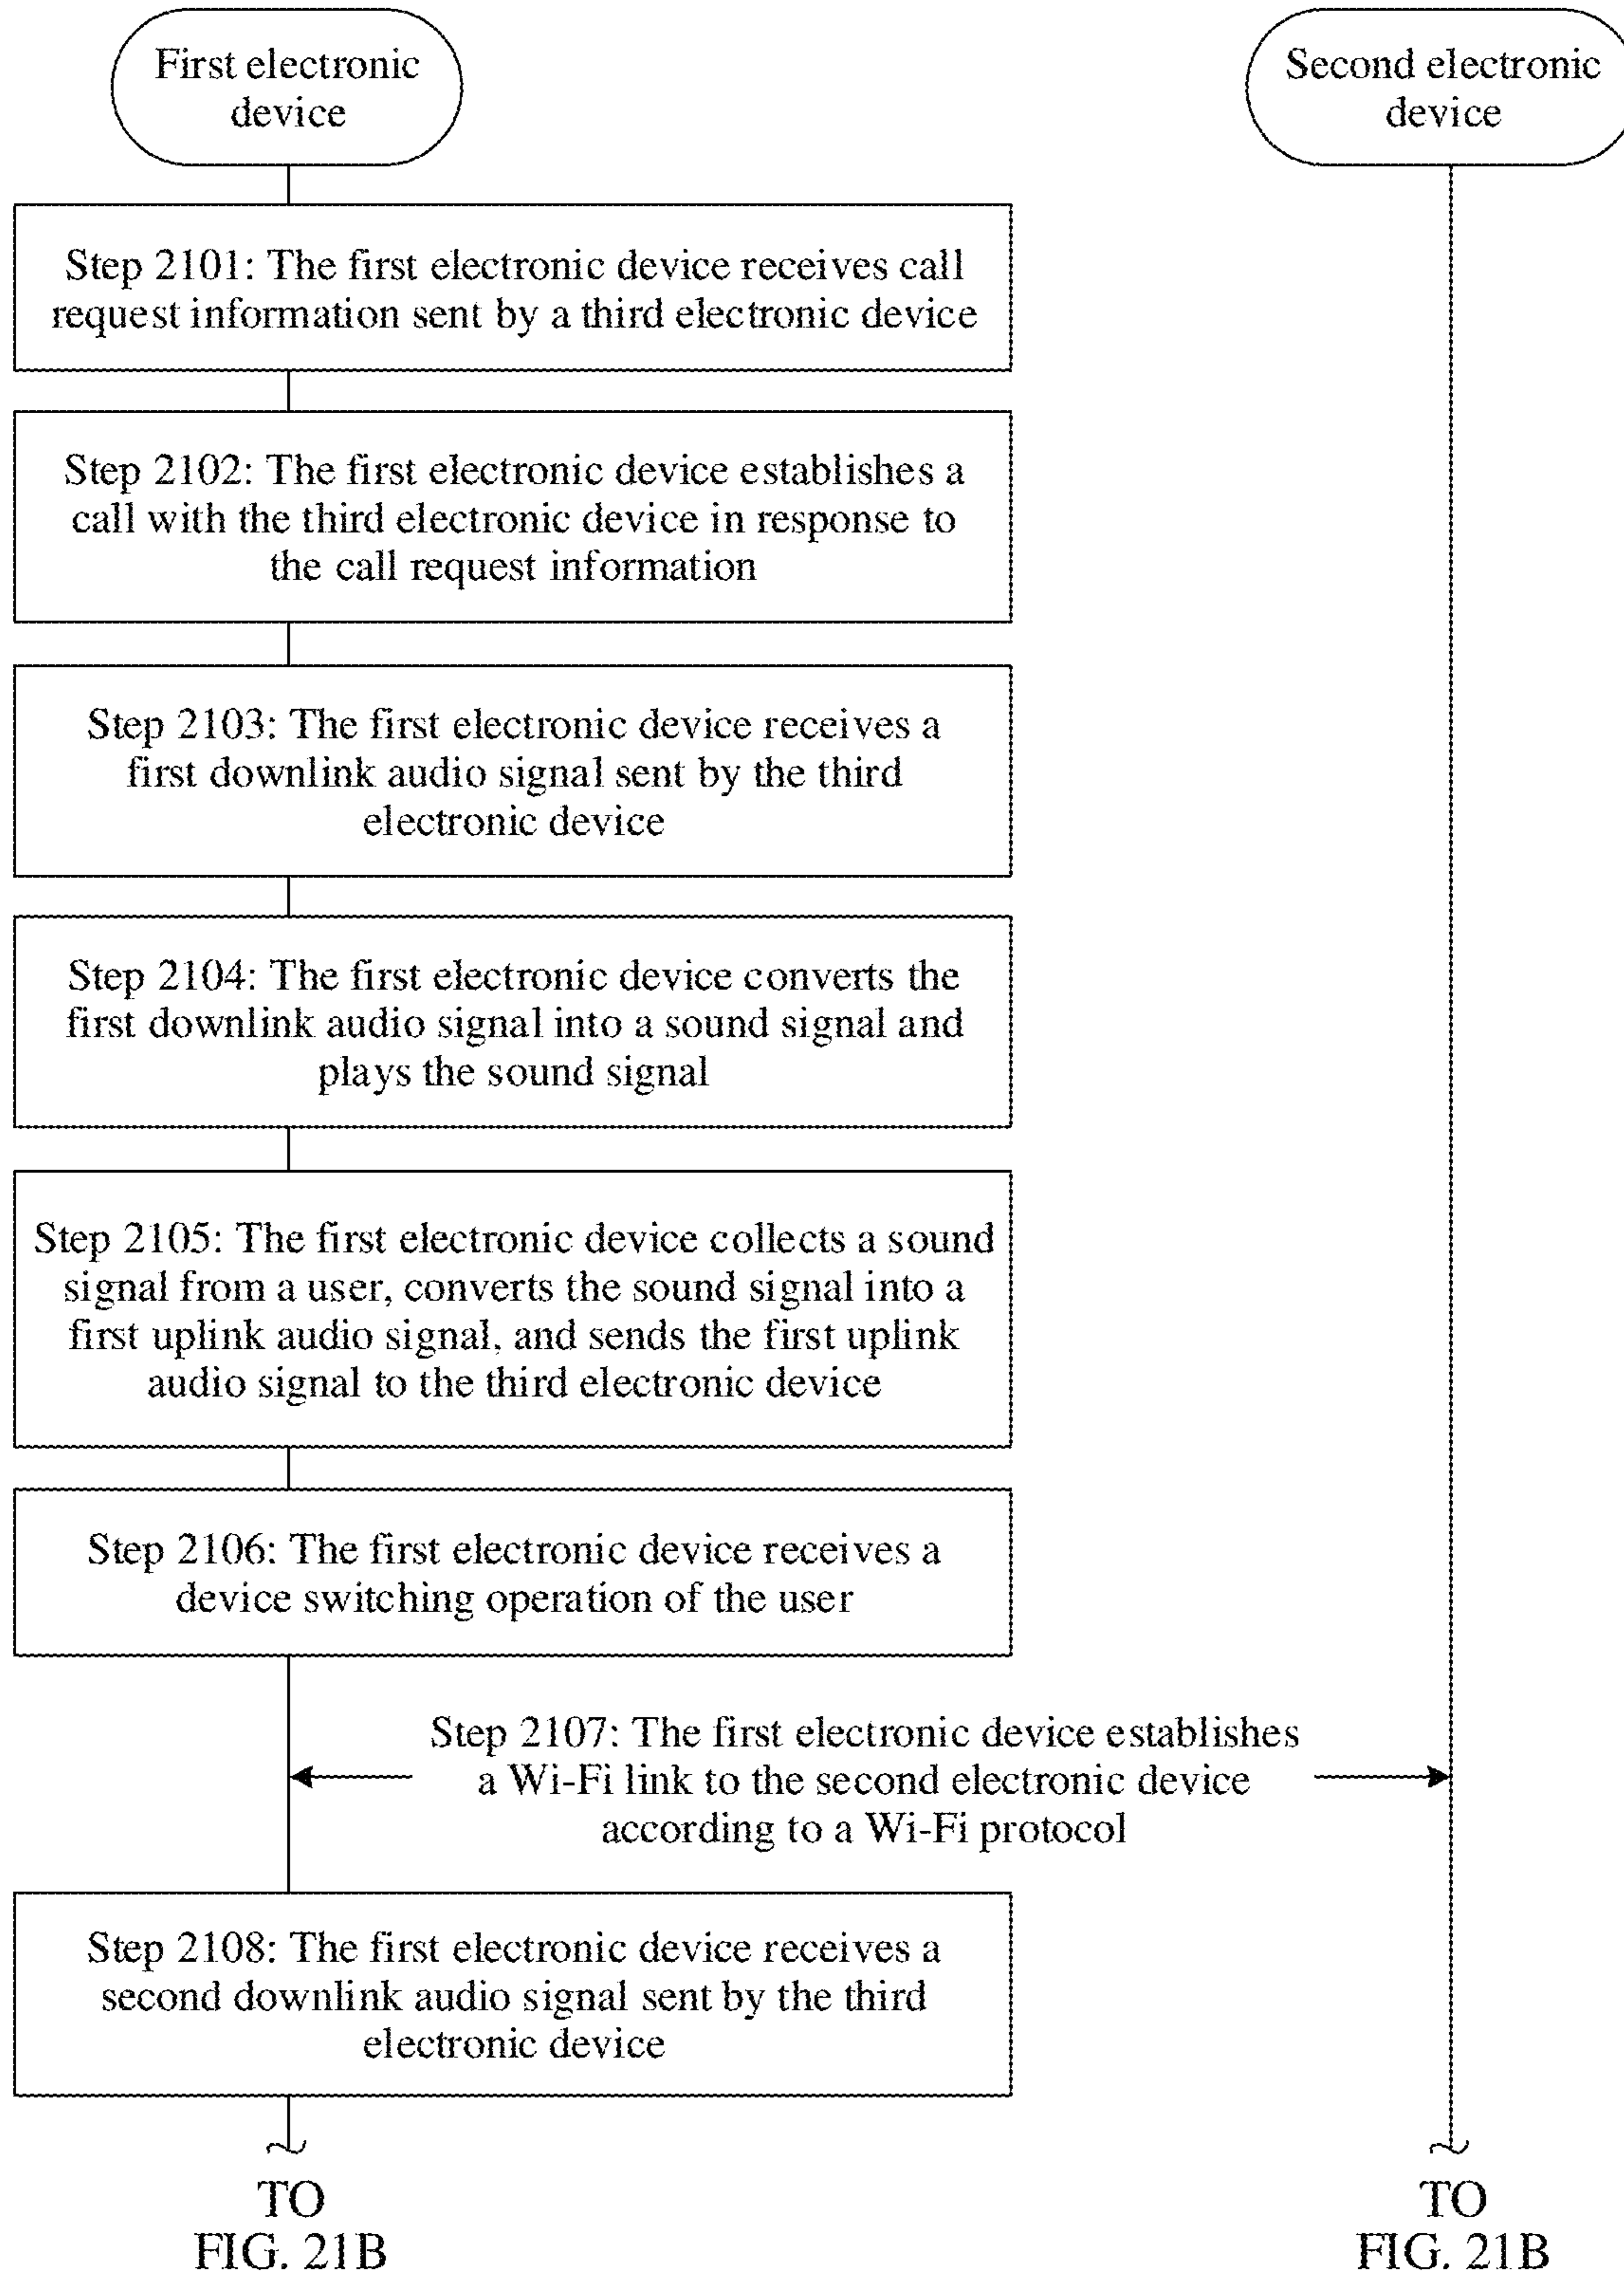 First electronic
device
Second electronic
device
Step 2101: The first electronic device receives call
request information sent by a third electronic device
Step 2102: The first electronic device establishes a
call with the third electronic device in response to
the call request information
Step 2103: The first electronic device receives a
first downlink audio signal sent by the third
electronic device
Step 2104: The first electronic device converts the
first downlink audio signal into a sound signal and
plays the sound signal
Step 2105: The first electronic device collects a sound
signal from a user, converts the sound signal into a
first uplink audio signal, and sends the first uplink
audio signal to the third electronic device
Step 2106: The first electronic device receives a
device switching operation of the user
Step 2107: The first electronic device establishes
a Wi-Fi link to the second electronic device
according to a Wi-Fi protocol
Step 2108: The first electronic device receives a
second downlink audio signal sent by the third
electronic device
TO
FIG. 21B
TO
FIG. 21B